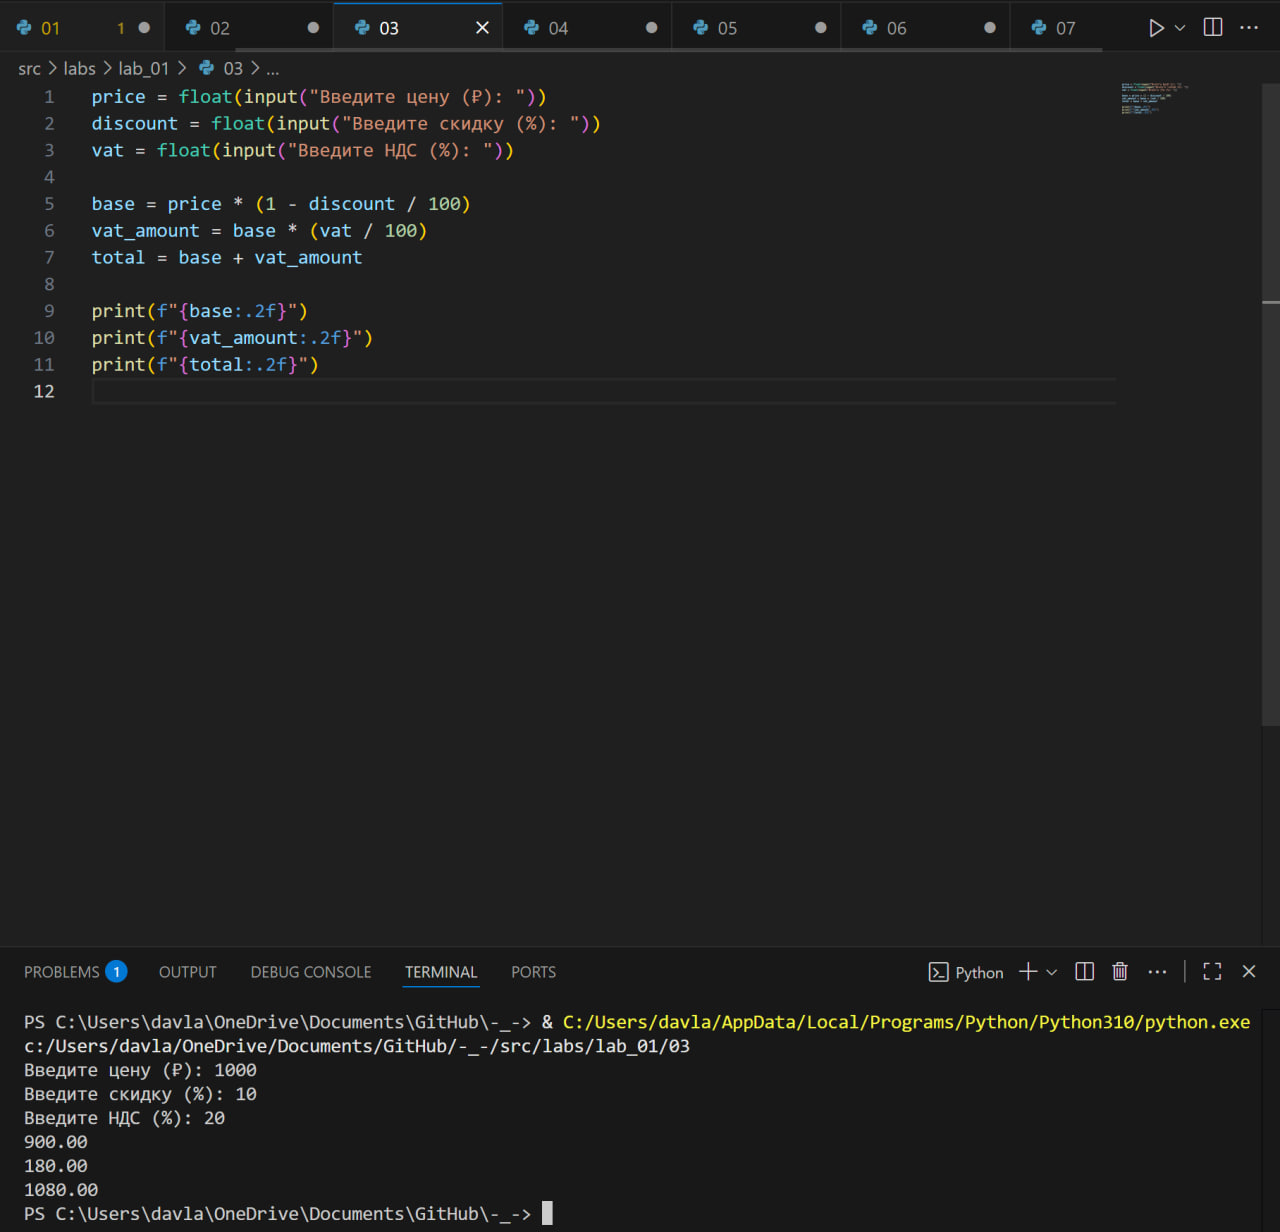 01 1 02 03 04 05 06 07
src > labs > lab_01 > 03 > ...
1 price = float(input("Введите цену (₽): "))
2 discount = float(input("Введите скидку (%): "))
3 vat = float(input("Введите НДС (%): "))
4
5 base = price * (1 - discount / 100)
6 vat_amount = base * (vat / 100)
7 total = base + vat_amount
8
9 print(f"{base:.2f}")
10 print(f"{vat_amount:.2f}")
11 print(f"{total:.2f}")
12
PROBLEMS 1 OUTPUT DEBUG CONSOLE TERMINAL PORTS Python
PS C:\Users\davla\OneDrive\Documents\GitHub\-_-> & C:/Users/davla/AppData/Local/Programs/Python/Python310/python.exe
c:/Users/davla/OneDrive/Documents/GitHub/-_-/src/labs/lab_01/03
Введите цену (₽): 1000
Введите скидку (%): 10
Введите НДС (%): 20
900.00
180.00
1080.00
PS C:\Users\davla\OneDrive\Documents\GitHub\-_->